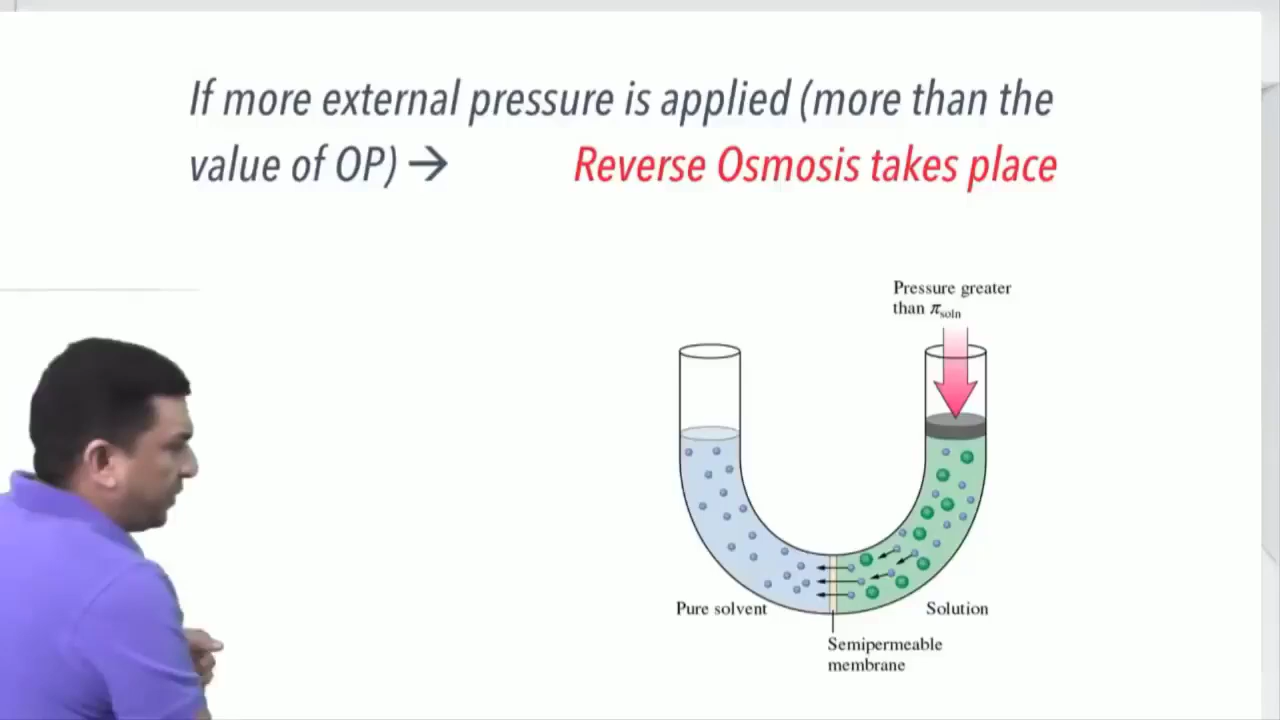 If more external pressure is applied (more than the
value of OP) → Reverse Osmosis takes place
Pressure greater
than π soln
Pure solvent
Solution
Semipermeable
membrane